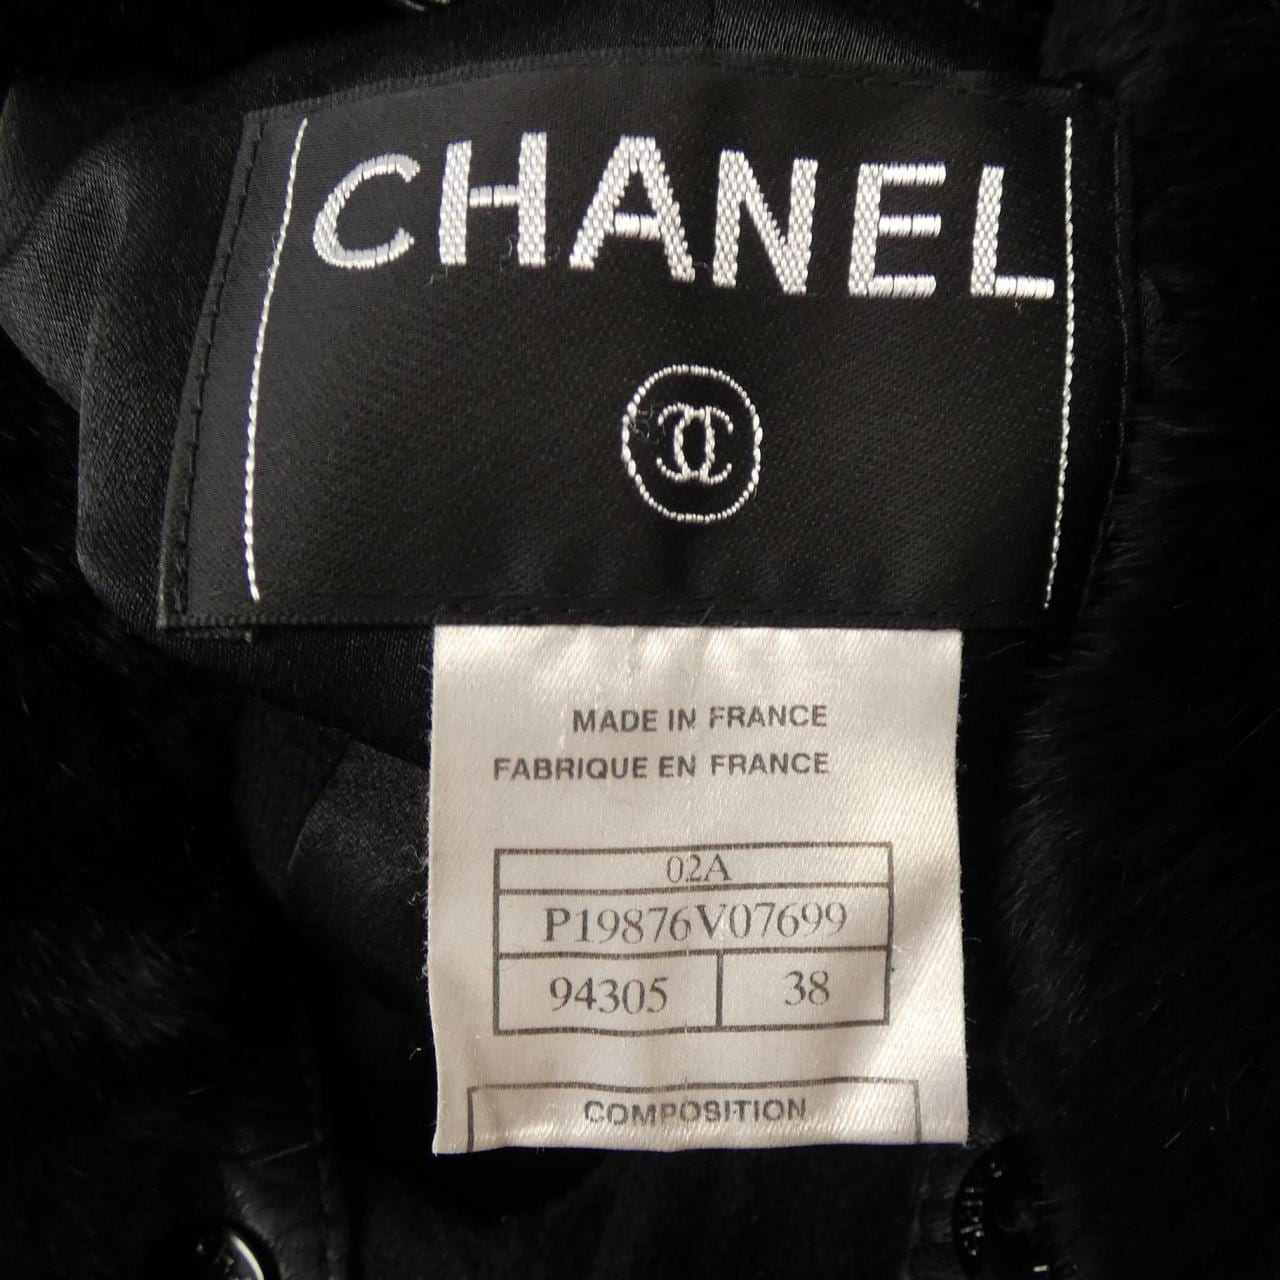 CHANEL
MADE IN FRANCE
FABRIQUE EN FRANCE
02A
P19876V07699
94305 38
COMPOSITION